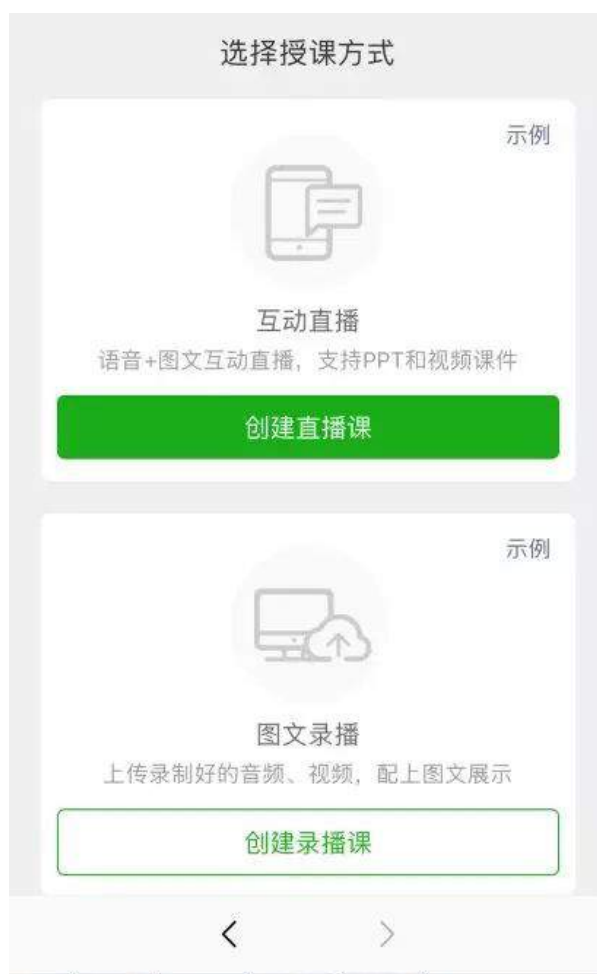 选择授课方式
示例
互动直播
语音+图文互动直播，支持PPT和视频课件
创建直播课
示例
图文录播
上传录制好的音频、视频，配上图文展示
创建录播课